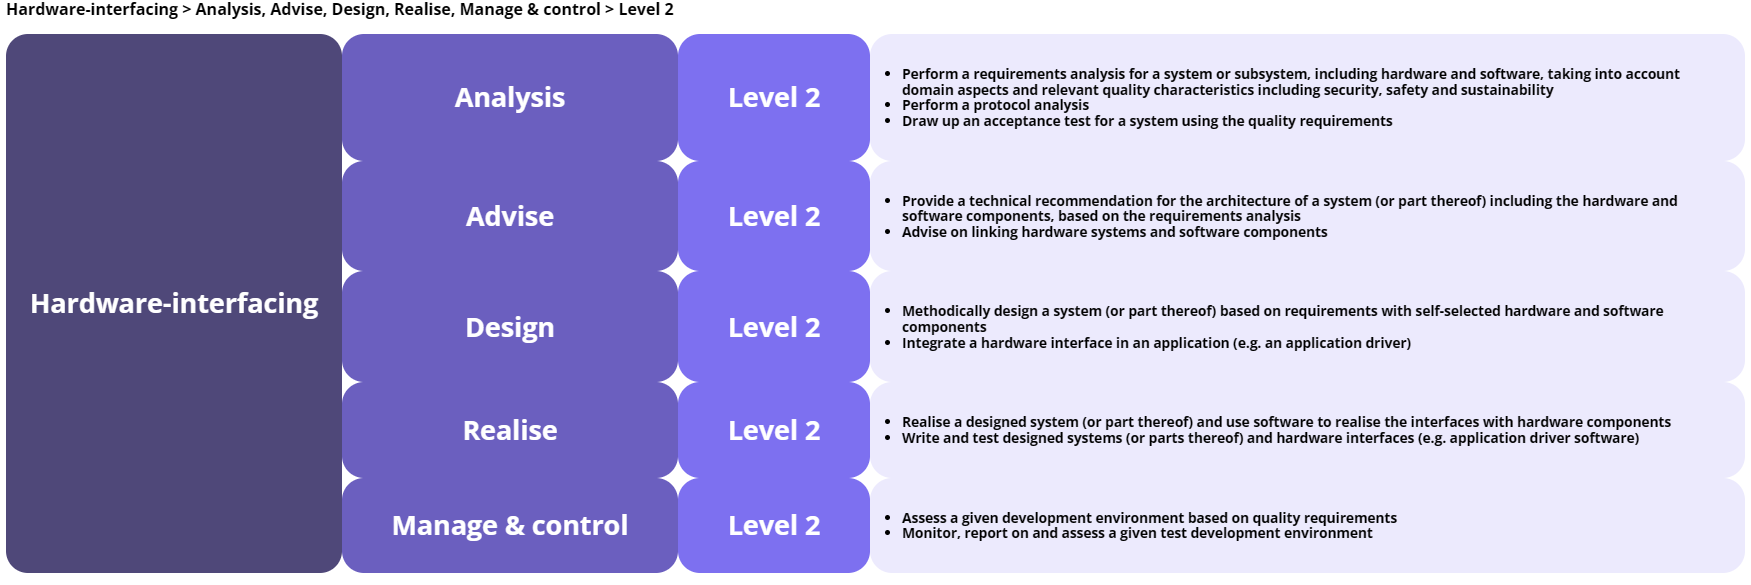 Hardware-interfacing > Analysis, Advise, Design, Realise, Manage & control > Level 2
Hardware-interfacing
Analysis
Level 2
• Perform a requirements analysis for a system or subsystem, including hardware and software, taking into account
domain aspects and relevant quality characteristics including security, safety and sustainability
• Perform a protocol analysis
• Draw up an acceptance test for a system using the quality requirements
Advise
Level 2
• Provide a technical recommendation for the architecture of a system (or part thereof) including the hardware and
software components, based on the requirements analysis
• Advise on linking hardware systems and software components
Design
Level 2
• Methodically design a system (or part thereof) based on requirements with self-selected hardware and software
components
• Integrate a hardware interface in an application (e.g. an application driver)
Realise
Level 2
• Realise a designed system (or part thereof) and use software to realise the interfaces with hardware components
• Write and test designed systems (or parts thereof) and hardware interfaces (e.g. application driver software)
Manage & control
Level 2
• Assess a given development environment based on quality requirements
• Monitor, report on and assess a given test development environment